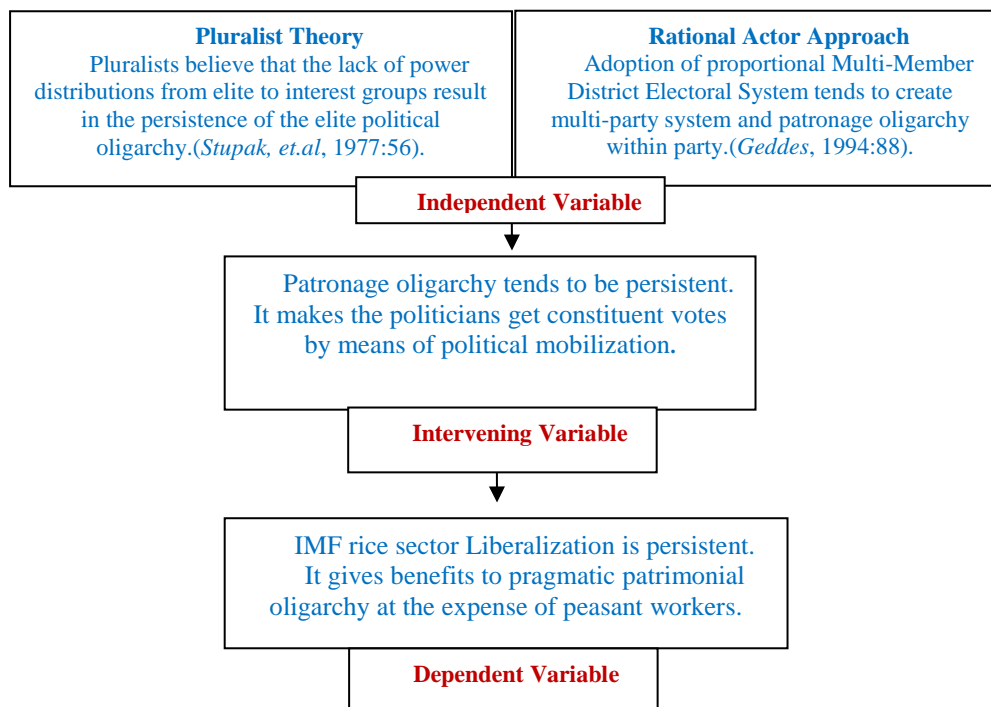 Pluralist Theory
Pluralists believe that the lack of power
distributions from elite to interest groups result
in the persistence of the elite political
oligarchy.(Stupak, et.al, 1977:56).
Rational Actor Approach
Adoption of proportional Multi-Member
District Electoral System tends to create
multi-party system and patronage oligarchy
within party.(Geddes, 1994:88).
Independent Variable
Patronage oligarchy tends to be persistent.
It makes the politicians get constituent votes
by means of political mobilization.
Intervening Variable
IMF rice sector Liberalization is persistent.
It gives benefits to pragmatic patrimonial
oligarchy at the expense of peasant workers.
Dependent Variable